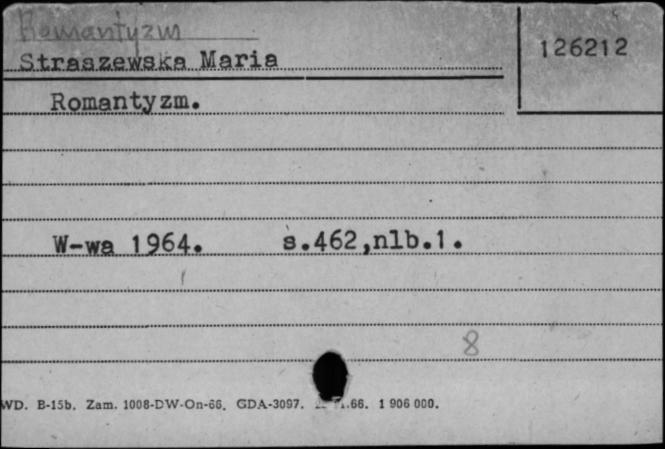 Romantyzm
Straszewska Maria
126212
Romantyzm.
W-wa 1964. s.462,nlb.1.
8
WD. B-15b. Zam. 1008-DW-On-66. GDA-3097. .66. 1 906 000.